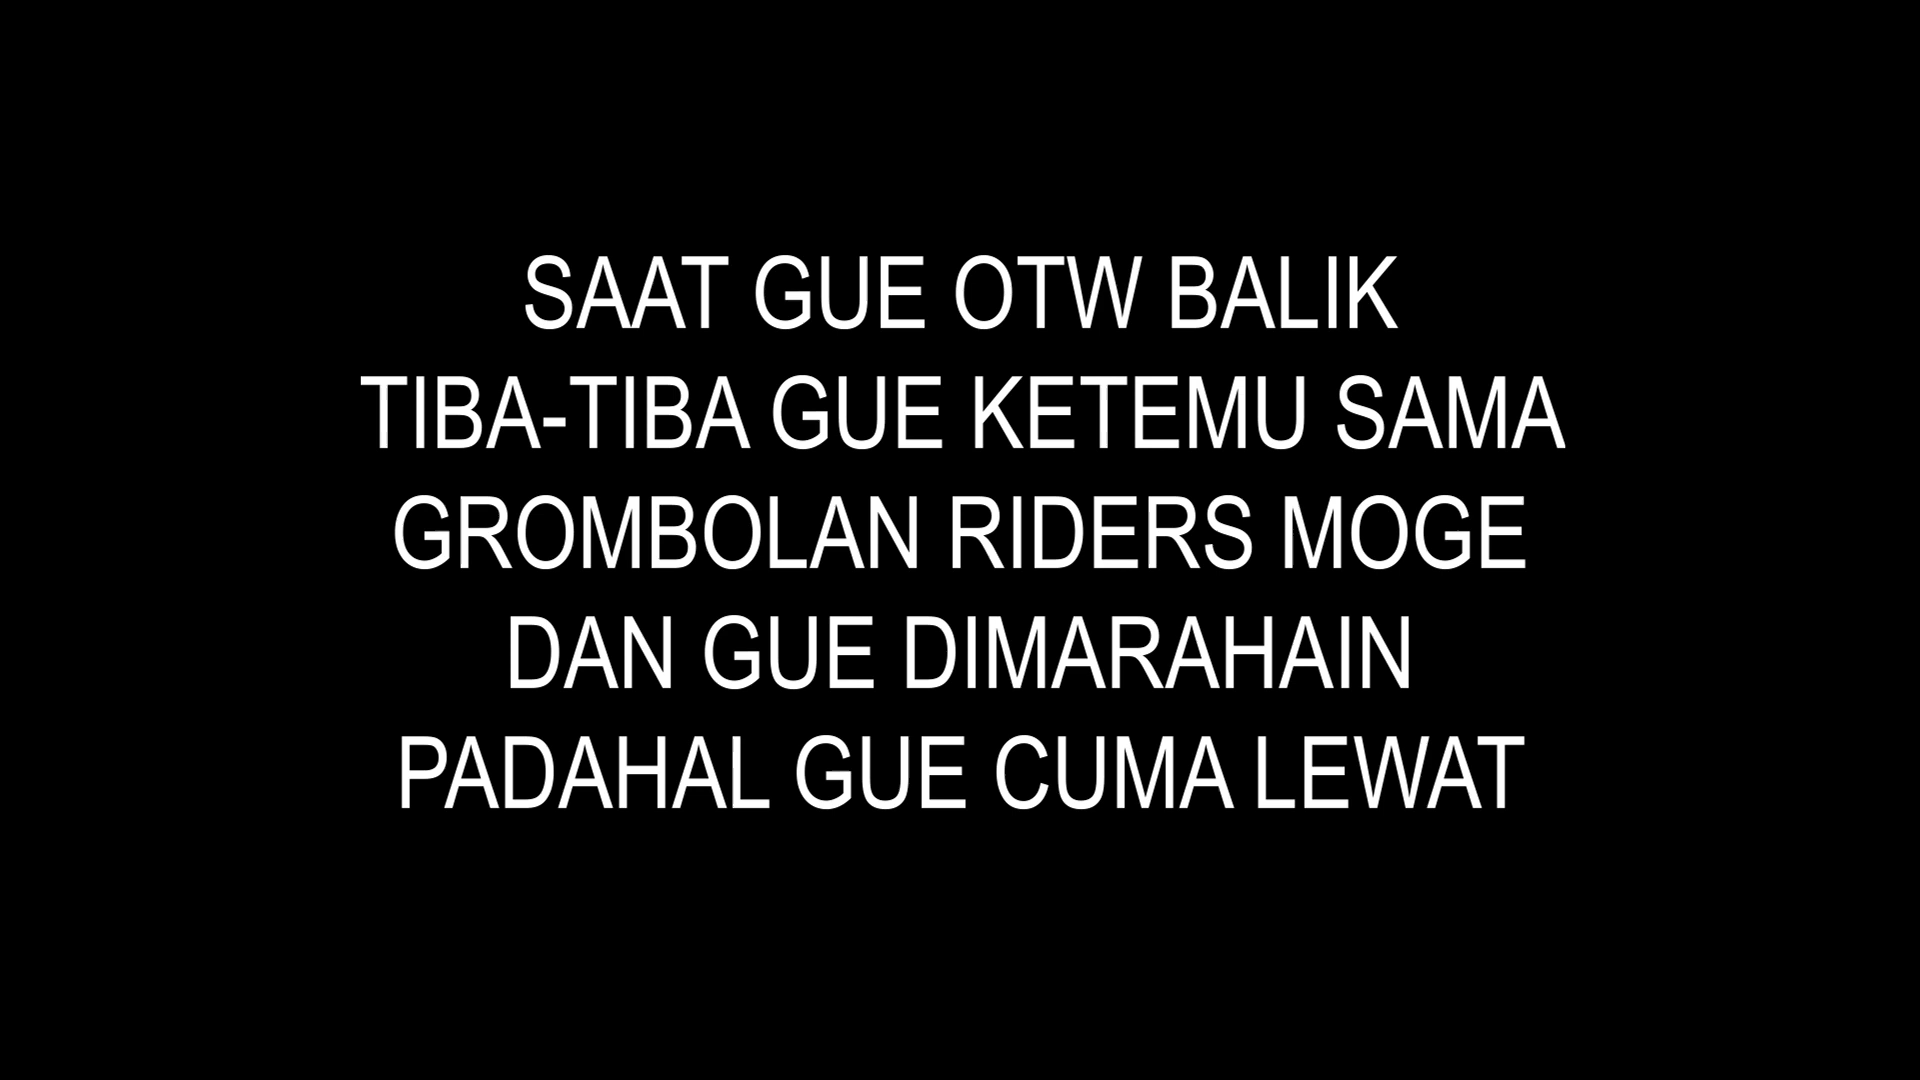 SAAT GUE OTW BALIK
TIBA-TIBA GUE KETEMU SAMA
GROMBOLAN RIDERS MOGE
DAN GUE DIMARAHAIN
PADAHAL GUE CUMA LEWAT